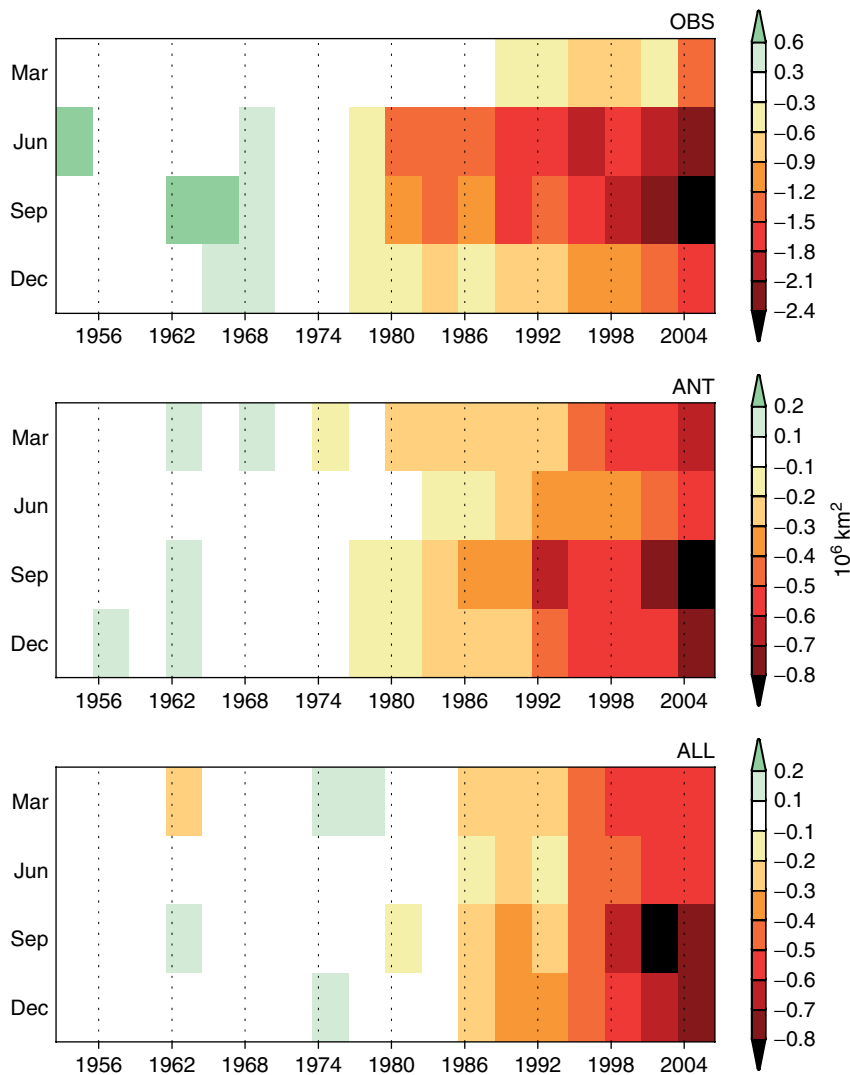 OBS
Mar
Jun
Sep
Dec
1956 1962 1968 1974 1980 1986 1992 1998 2004
0.6
0.3
−0.3
−0.6
−0.9
−1.2
−1.5
−1.8
−2.1
−2.4
ANT
Mar
Jun
Sep
Dec
1956 1962 1968 1974 1980 1986 1992 1998 2004
0.2
0.1
−0.1
−0.2
−0.3
−0.4
−0.5
−0.6
−0.7
−0.8
10⁶ km²
ALL
Mar
Jun
Sep
Dec
1956 1962 1968 1974 1980 1986 1992 1998 2004
0.2
0.1
−0.1
−0.2
−0.3
−0.4
−0.5
−0.6
−0.7
−0.8